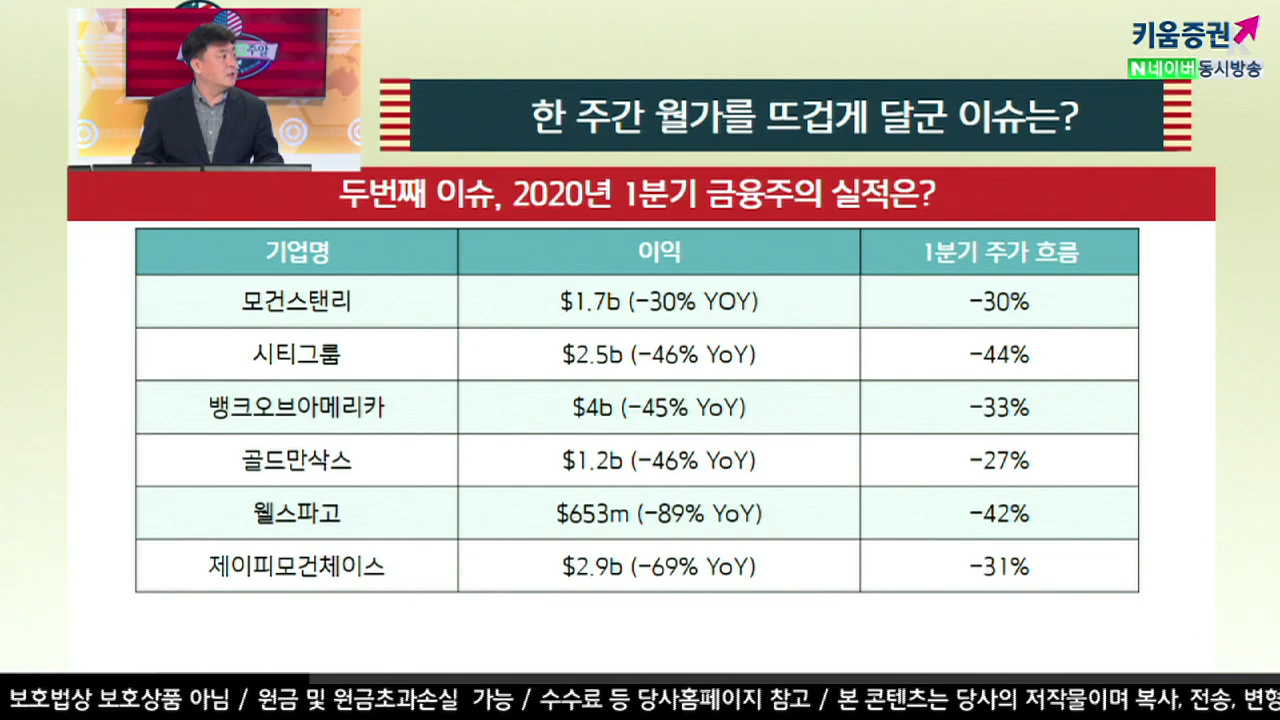 주알
키움증권
N 네이버 동시방송
한 주간 월가를 뜨겁게 달군 이슈는?
두번째 이슈, 2020년 1분기 금융주의 실적은?
기업명 이익 1분기 주가 흐름
모건스탠리 $1.7b (-30% YOY) -30%
시티그룹 $2.5b (-46% YoY) -44%
뱅크오브아메리카 $4b (-45% YoY) -33%
골드만삭스 $1.2b (-46% YoY) -27%
웰스파고 $653m (-89% YoY) -42%
제이피모건체이스 $2.9b (-69% YoY) -31%
보호법상 보호상품 아님 / 원금 및 원금초과손실 가능 / 수수료 등 당사홈페이지 참고 / 본 콘텐츠는 당사의 저작물이며 복사, 전송, 변형